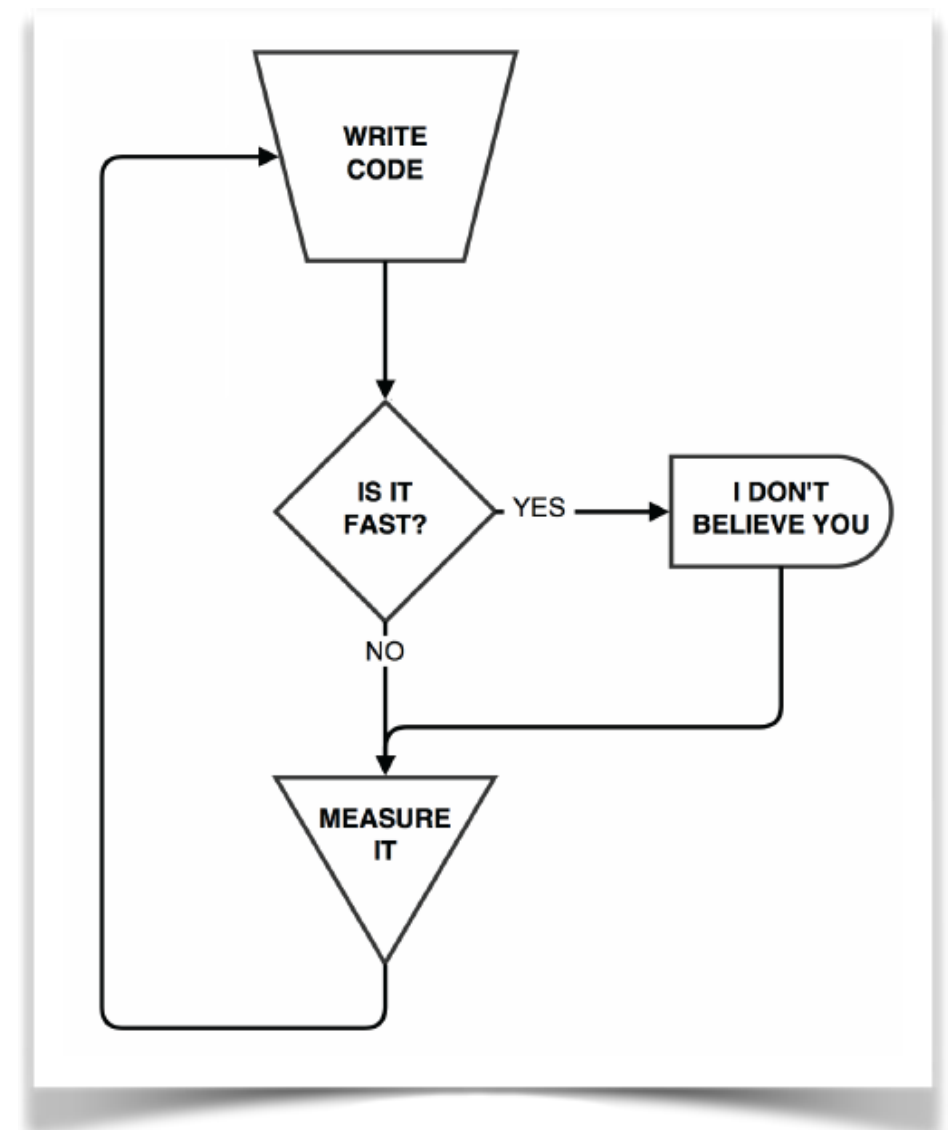 WRITE
CODE
IS IT
FAST?
YES
I DON'T
BELIEVE YOU
NO
MEASURE
IT